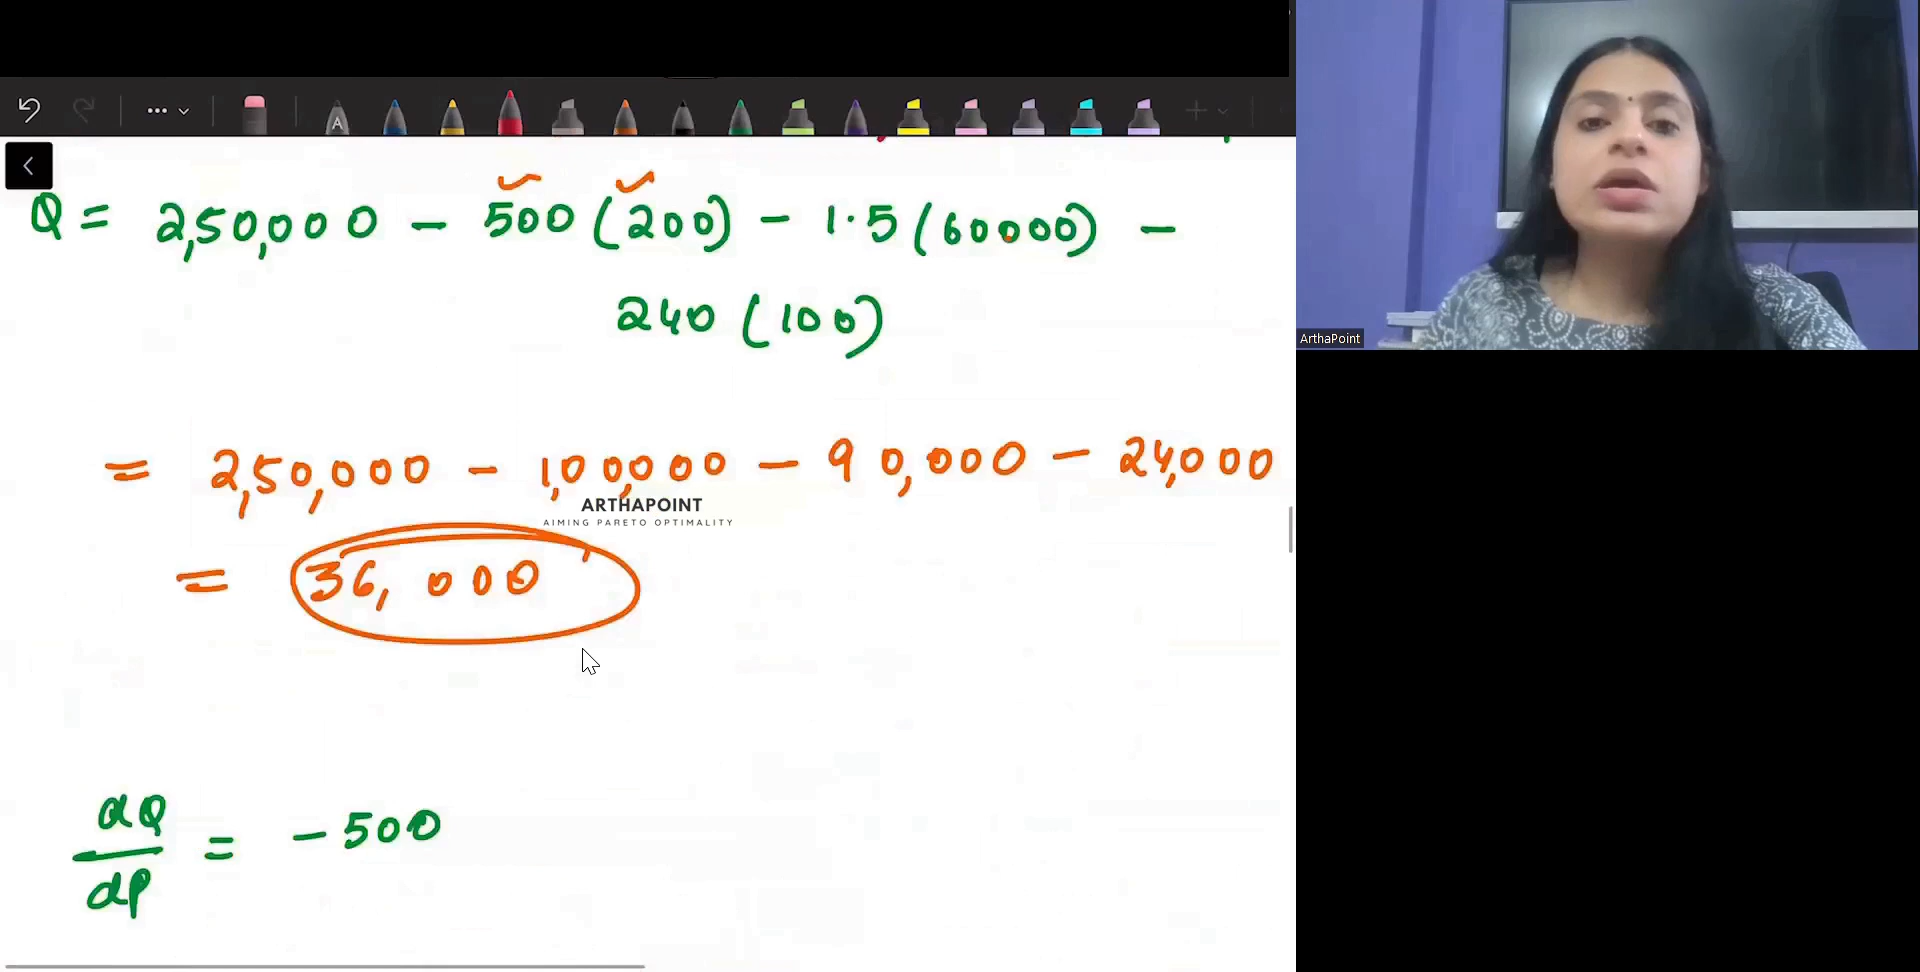 A
Q = 2,50,000 - 500 (200) - 1.5 (60000) -
240 (100)
= 2,50,000 - 1,00,000 - 90,000 - 24,000
ARTHAPOINT
AIMING PARETO OPTIMALITY
= 36,000
dQ
dP
= -500
ArthaPoint